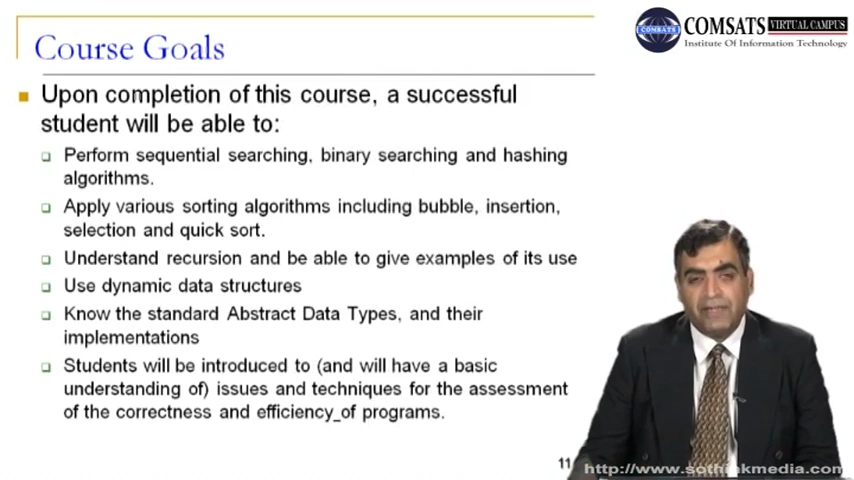 Course Goals
COMSATS VIRTUAL CAMPUS
COMSATS
Institute Of Information Technology
Upon completion of this course, a successful
student will be able to:
Perform sequential searching, binary searching and hashing
algorithms.
Apply various sorting algorithms including bubble, insertion,
selection and quick sort.
Understand recursion and be able to give examples of its use
Use dynamic data structures
Know the standard Abstract Data Types, and their
implementations
Students will be introduced to (and will have a basic
understanding of) issues and techniques for the assessment
of the correctness and efficiency_of programs.
11
http://www.sothinkmedia.com/